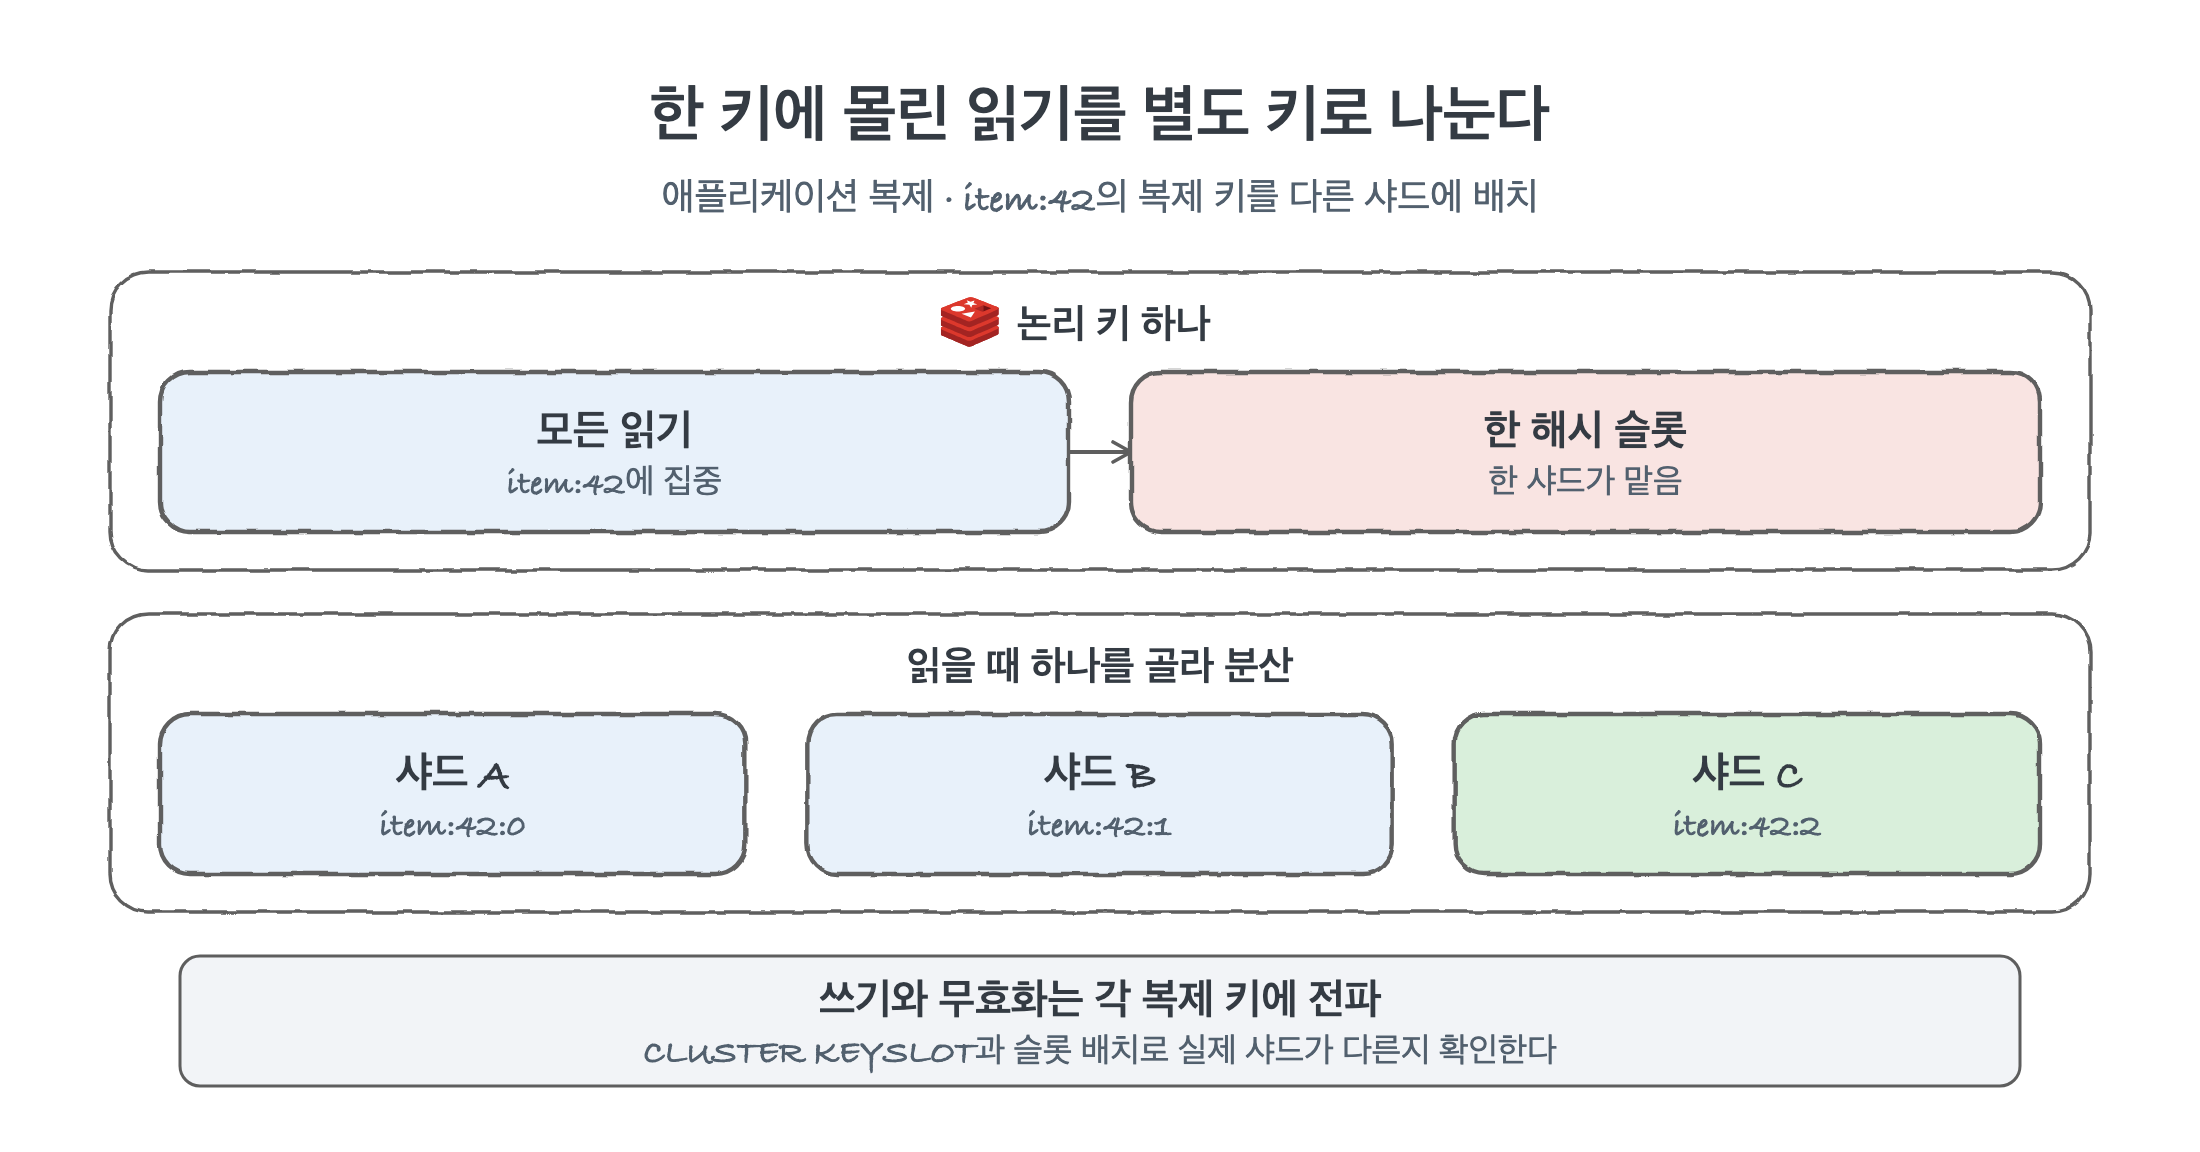 한 키에 몰린 읽기를 별도 키로 나눈다
애플리케이션 복제 · item:42의 복제 키를 다른 샤드에 배치
논리 키 하나
모든 읽기
item:42에 집중
한 해시 슬롯
한 샤드가 맡음
읽을 때 하나를 골라 분산
샤드 A
item:42:0
샤드 B
item:42:1
샤드 C
item:42:2
쓰기와 무효화는 각 복제 키에 전파
CLUSTER KEYSLOT과 슬롯 배치로 실제 샤드가 다른지 확인한다